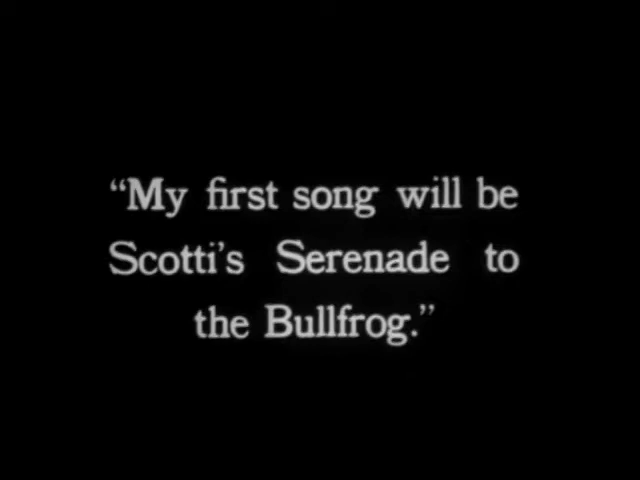 “My first song will be
Scotti’s Serenade to
the Bullfrog.”